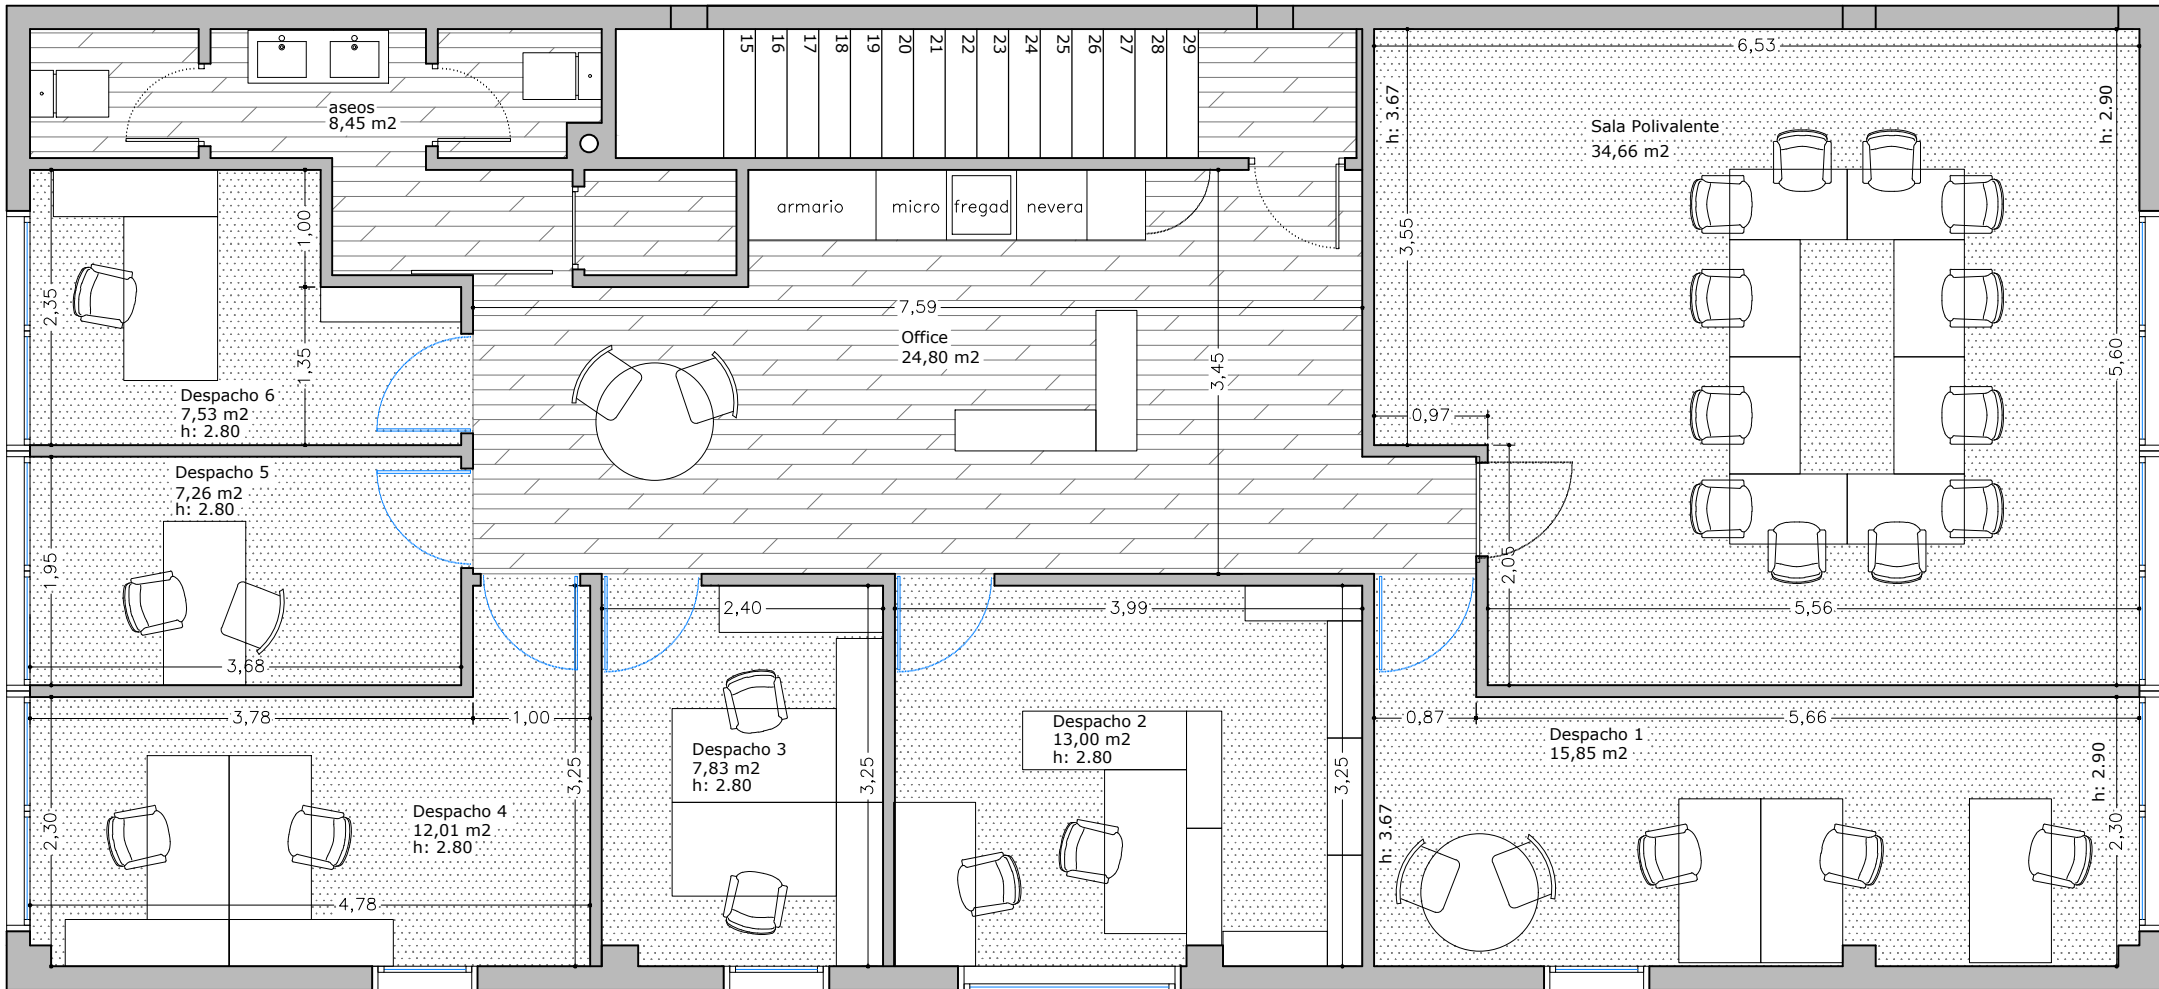 15
16
17
18
19
20
21
22
23
24
25
26
27
28
29
6,53
h: 3.67
h: 2.90
aseos
8,45 m2
Sala Polivalente
34,66 m2
armario
micro
fregad
nevera
1,00
3,55
2,35
7,59
Office
24,80 m2
1,35
3,45
5,60
Despacho 6
7,53 m2
h: 2.80
0,97
Despacho 5
7,26 m2
h: 2.80
1,95
2,05
2,40
3,99
5,56
3,68
3,78
1,00
0,87
5,66
Despacho 3
7,83 m2
h: 2.80
Despacho 2
13,00 m2
h: 2.80
Despacho 1
15,85 m2
3,25
3,25
3,25
h: 2.90
Despacho 4
12,01 m2
h: 2.80
2,30
h: 3.67
2,30
4,78